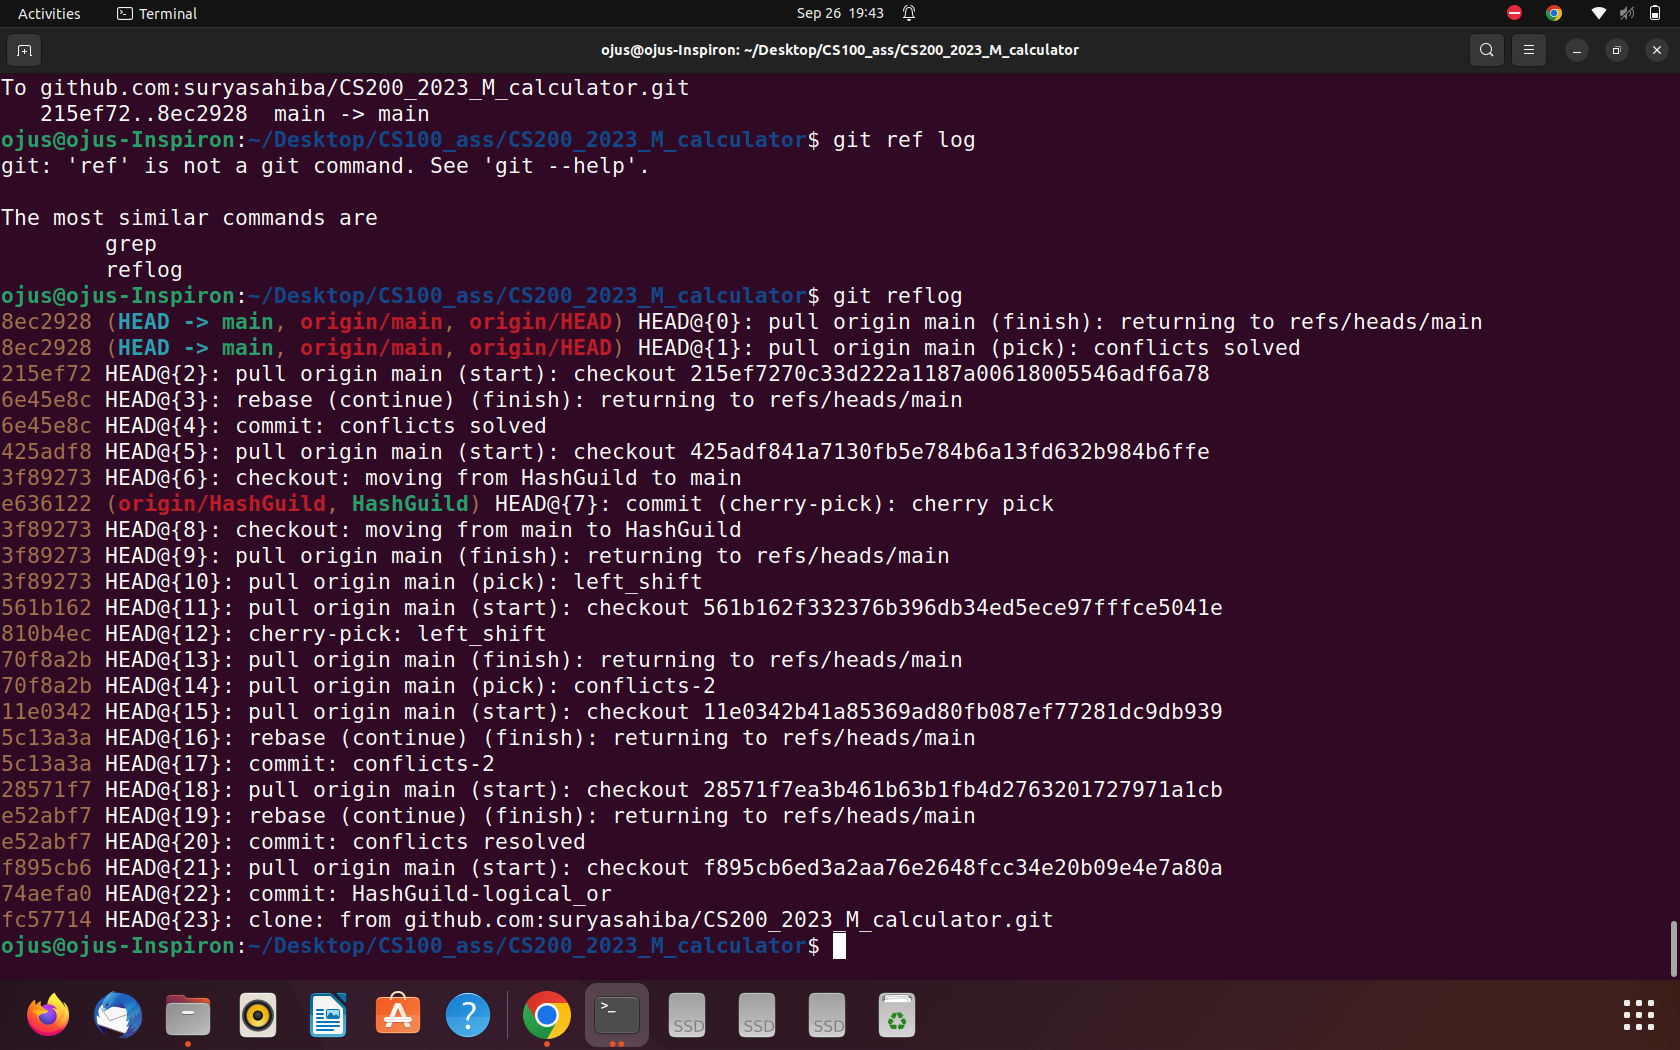 Activities
Terminal
Sep 26 19:43
ojus@ojus-Inspiron: ~/Desktop/CS100_ass/CS200_2023_M_calculator
To github.com:suryasahiba/CS200_2023_M_calculator.git
   215ef72..8ec2928  main -> main
ojus@ojus-Inspiron:~/Desktop/CS100_ass/CS200_2023_M_calculator$ git ref log
git: 'ref' is not a git command. See 'git --help'.
The most similar commands are
        grep
        reflog
ojus@ojus-Inspiron:~/Desktop/CS100_ass/CS200_2023_M_calculator$ git reflog
8ec2928 (HEAD -> main, origin/main, origin/HEAD) HEAD@{0}: pull origin main (finish): returning to refs/heads/main
8ec2928 (HEAD -> main, origin/main, origin/HEAD) HEAD@{1}: pull origin main (pick): conflicts solved
215ef72 HEAD@{2}: pull origin main (start): checkout 215ef7270c33d222a1187a00618005546adf6a78
6e45e8c HEAD@{3}: rebase (continue) (finish): returning to refs/heads/main
6e45e8c HEAD@{4}: commit: conflicts solved
425adf8 HEAD@{5}: pull origin main (start): checkout 425adf841a7130fb5e784b6a13fd632b984b6ffe
3f89273 HEAD@{6}: checkout: moving from HashGuild to main
e636122 (origin/HashGuild, HashGuild) HEAD@{7}: commit (cherry-pick): cherry pick
3f89273 HEAD@{8}: checkout: moving from main to HashGuild
3f89273 HEAD@{9}: pull origin main (finish): returning to refs/heads/main
3f89273 HEAD@{10}: pull origin main (pick): left_shift
561b162 HEAD@{11}: pull origin main (start): checkout 561b162f332376b396db34ed5ece97fffce5041e
810b4ec HEAD@{12}: cherry-pick: left_shift
70f8a2b HEAD@{13}: pull origin main (finish): returning to refs/heads/main
70f8a2b HEAD@{14}: pull origin main (pick): conflicts-2
11e0342 HEAD@{15}: pull origin main (start): checkout 11e0342b41a85369ad80fb087ef77281dc9db939
5c13a3a HEAD@{16}: rebase (continue) (finish): returning to refs/heads/main
5c13a3a HEAD@{17}: commit: conflicts-2
28571f7 HEAD@{18}: pull origin main (start): checkout 28571f7ea3b461b63b1fb4d2763201727971a1cb
e52abf7 HEAD@{19}: rebase (continue) (finish): returning to refs/heads/main
e52abf7 HEAD@{20}: commit: conflicts resolved
f895cb6 HEAD@{21}: pull origin main (start): checkout f895cb6ed3a2aa76e2648fcc34e20b09e4e7a80a
74aefa0 HEAD@{22}: commit: HashGuild-logical_or
fc57714 HEAD@{23}: clone: from github.com:suryasahiba/CS200_2023_M_calculator.git
ojus@ojus-Inspiron:~/Desktop/CS100_ass/CS200_2023_M_calculator$
SSD
SSD
SSD